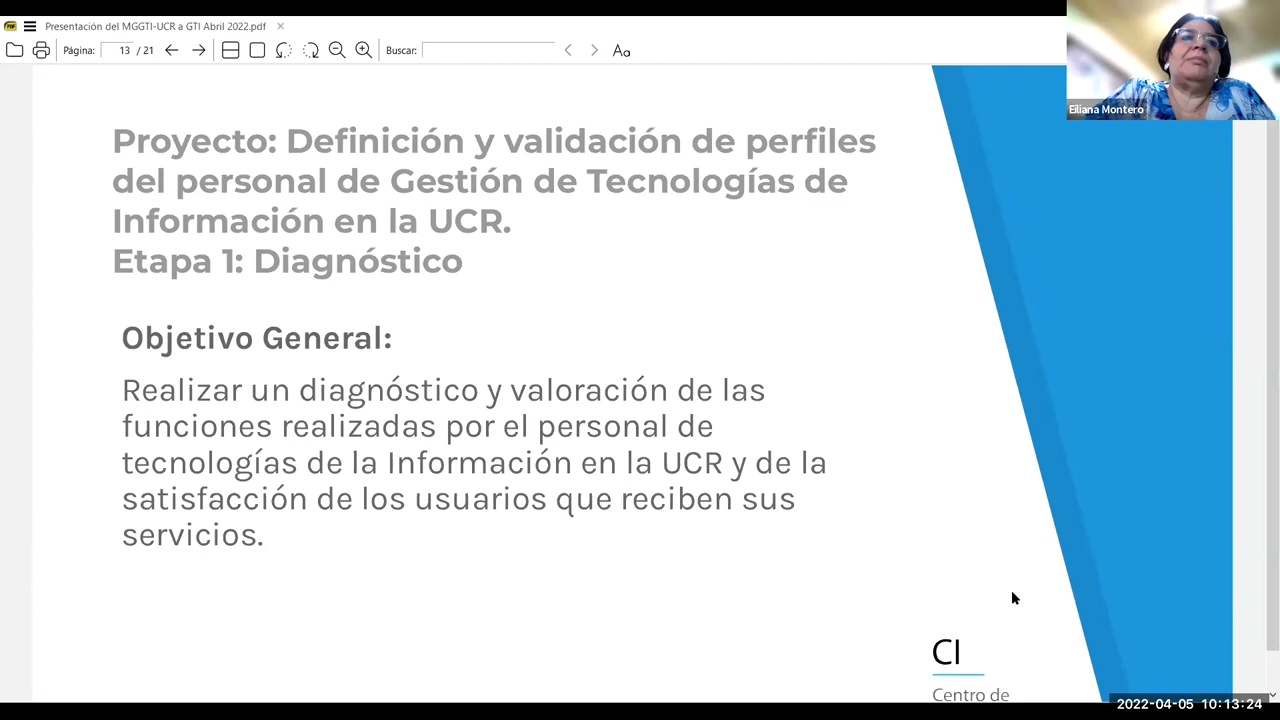 Presentación del MGGTI-UCR a GTI Abril 2022.pdf
Página: 13 / 21
Buscar:
Aa
Eiliana Montero
Proyecto: Definición y validación de perfiles
del personal de Gestión de Tecnologías de
Información en la UCR.
Etapa 1: Diagnóstico
Objetivo General:
Realizar un diagnóstico y valoración de las
funciones realizadas por el personal de
tecnologías de la Información en la UCR y de la
satisfacción de los usuarios que reciben sus
servicios.
CI
Centro de
2022-04-05 10:13:24